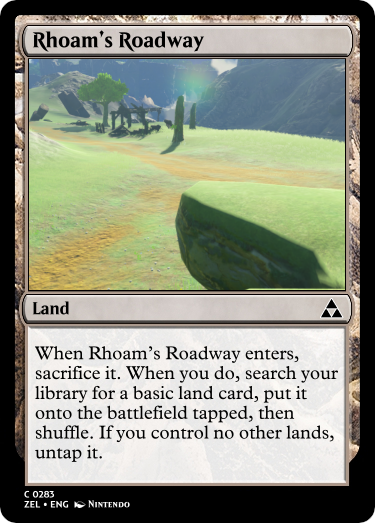 Rhoam's Roadway
Land
When Rhoam's Roadway enters,
sacrifice it. When you do, search your
library for a basic land card, put it
onto the battlefield tapped, then
shuffle. If you control no other lands,
untap it.
C 0283
ZEL • ENG Nintendo